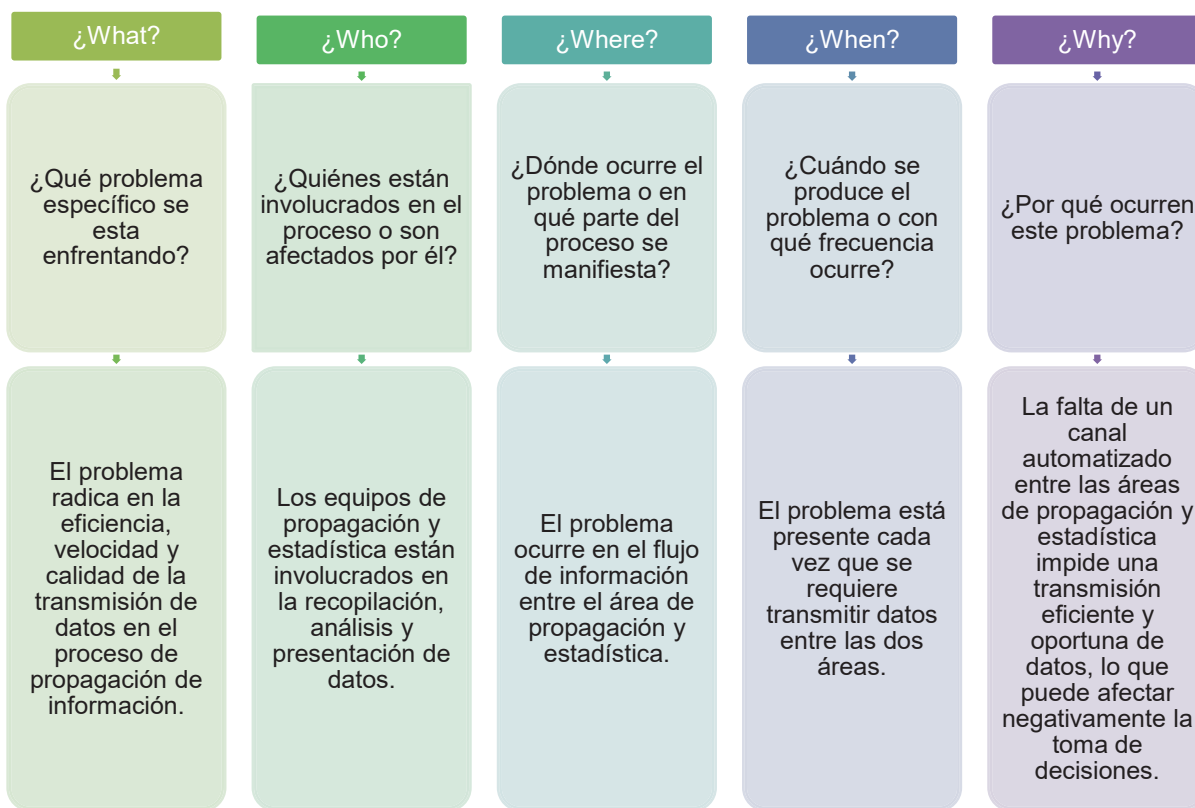 ¿What?
¿Qué problema
específico se
esta
enfrentando?
El problema
radica en la
eficiencia,
velocidad y
calidad de la
transmisión de
datos en el
proceso de
propagación de
información.
¿Who?
¿Quiénes están
involucrados en el
proceso o son
afectados por él?
Los equipos de
propagación y
estadística están
involucrados en
la recopilación,
análisis y
presentación de
datos.
¿Where?
¿Dónde ocurre el
problema o en
qué parte del
proceso se
manifiesta?
El problema
ocurre en el flujo
de información
entre el área de
propagación y
estadística.
¿When?
¿Cuándo se
produce el
problema o con
qué frecuencia
ocurre?
El problema está
presente cada
vez que se
requiere
transmitir datos
entre las dos
áreas.
¿Why?
¿Por qué ocurren
este problema?
La falta de un
canal
automatizado
entre las áreas
de propagación y
estadística
impide una
transmisión
eficiente y
oportuna de
datos, lo que
puede afectar
negativamente la
toma de
decisiones.